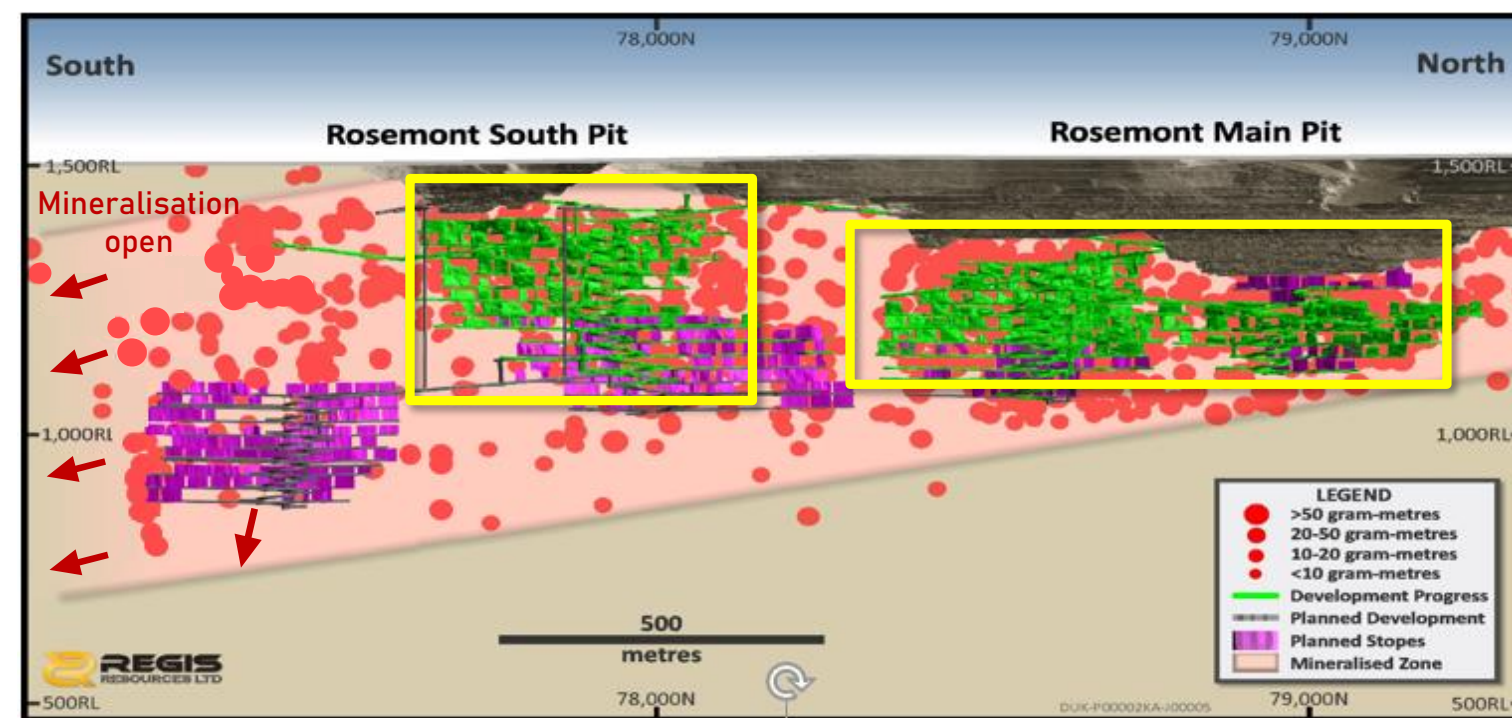 78,000N
79,000N
South
North
Rosemont South Pit
Rosemont Main Pit
1,500RL
1,500RL
Mineralisation
open
1,000RL
1,000RL
LEGEND
>50 gram-metres
20-50 gram-metres
10-20 gram-metres
<10 gram-metres
Development Progress
Planned Development
Planned Stopes
Mineralised Zone
500
metres
REGIS
RESOURCES LTD
500RL
78,000N
79,000N
500RL